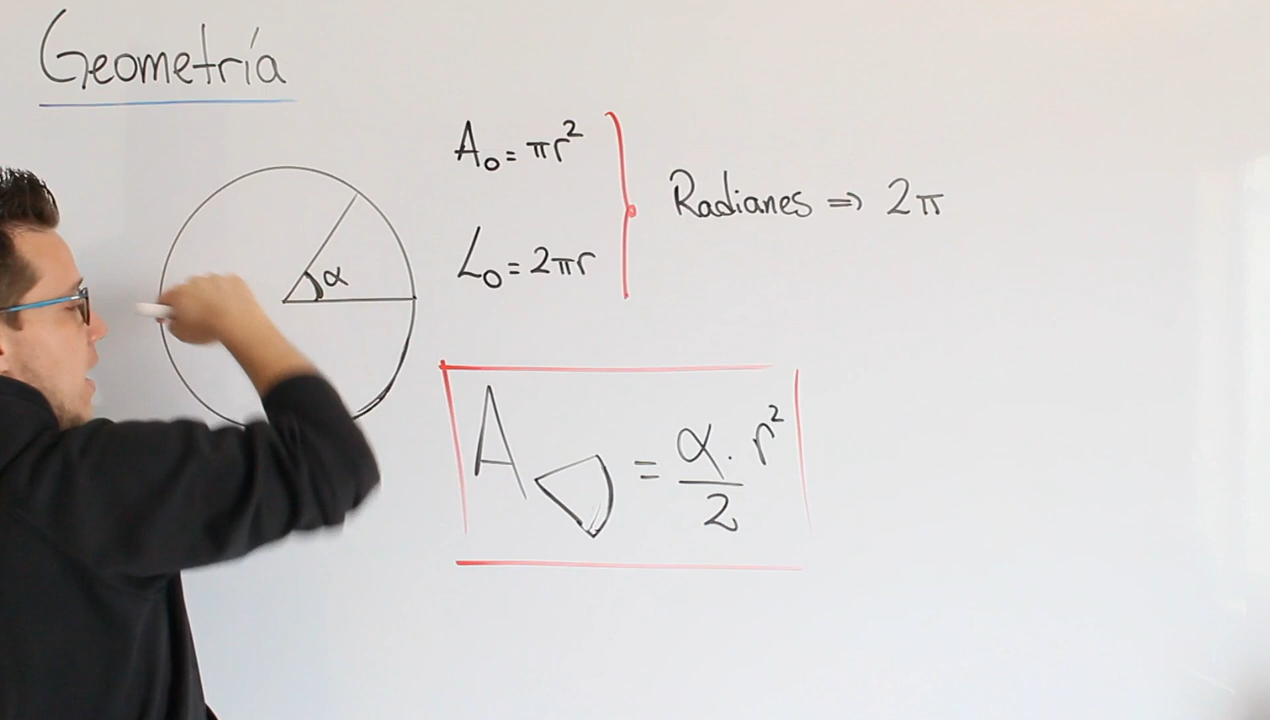 Geometría
α
A₀ = πr²
L₀ = 2πr
Radianes ⇒ 2π
A = α/2 · r²